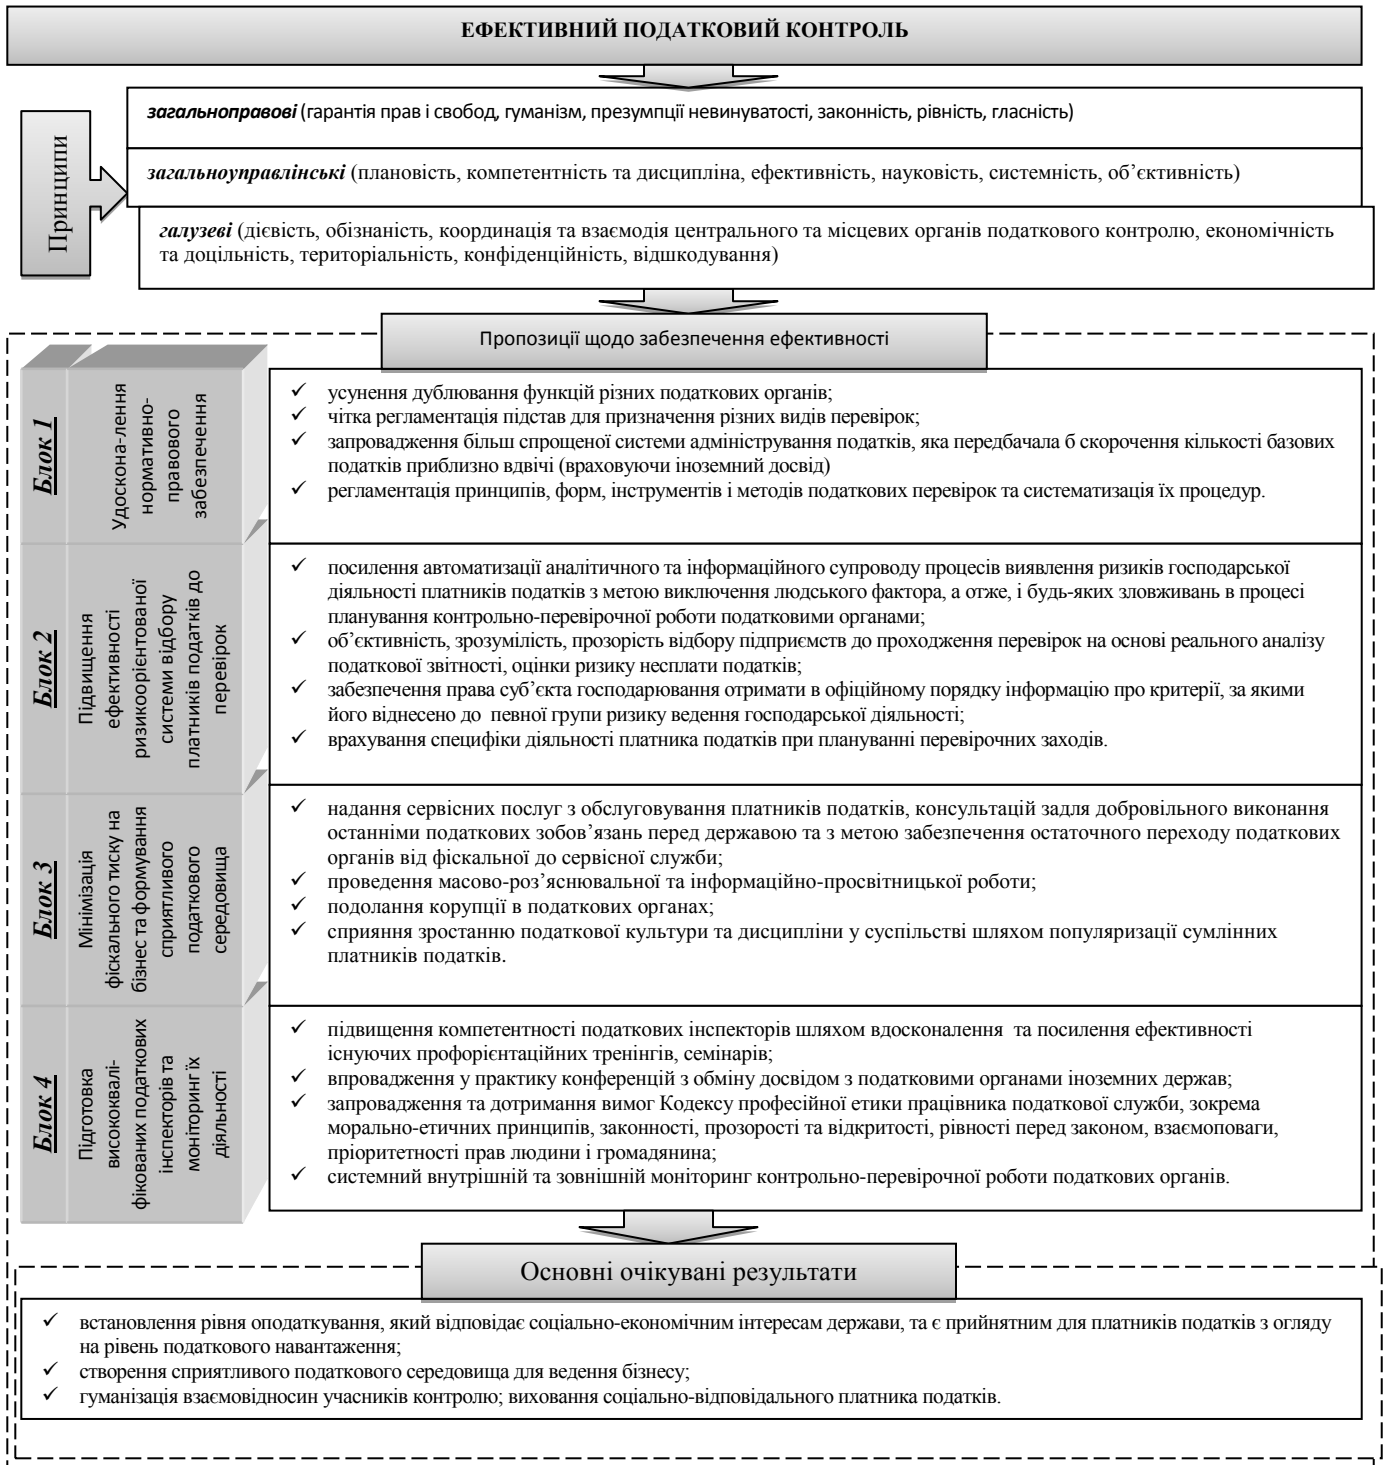 ЕФЕКТИВНИЙ ПОДАТКОВИЙ КОНТРОЛЬ
Принципи
загальноправові (гарантія прав і свобод, гуманізм, презумпції невинуватості, законність, рівність, гласність)
загальноуправлінські (плановість, компетентність та дисципліна, ефективність, науковість, системність, об’єктивність)
галузеві (дієвість, обізнаність, координація та взаємодія центрального та місцевих органів податкового контролю, економічність
та доцільність, територіальність, конфіденційність, відшкодування)
Пропозиції щодо забезпечення ефективності
Блок 1
Удоскона-лення
нормативно-
правового
забезпечення
✓ усунення дублювання функцій різних податкових органів;
✓ чітка регламентація підстав для призначення різних видів перевірок;
✓ запровадження більш спрощеної системи адміністрування податків, яка передбачала б скорочення кількості базових
податків приблизно вдвічі (враховуючи іноземний досвід)
✓ регламентація принципів, форм, інструментів і методів податкових перевірок та систематизація їх процедур.
Блок 2
Підвищення
ефективності
ризикоорієнтованої
системи відбору
платників податків до
перевірок
✓ посилення автоматизації аналітичного та інформаційного супроводу процесів виявлення ризиків господарської
діяльності платників податків з метою виключення людського фактора, а отже, і будь-яких зловживань в процесі
планування контрольно-перевірочної роботи податковими органами;
✓ об’єктивність, зрозумілість, прозорість відбору підприємств до проходження перевірок на основі реального аналізу
податкової звітності, оцінки ризику несплати податків;
✓ забезпечення права суб’єкта господарювання отримати в офіційному порядку інформацію про критерії, за якими
його віднесено до певної групи ризику ведення господарської діяльності;
✓ врахування специфіки діяльності платника податків при плануванні перевірочних заходів.
Блок 3
Мінімізація
фіскального тиску на
бізнес та формування
сприятливого
податкового
середовища
✓ надання сервісних послуг з обслуговування платників податків, консультацій задля добровільного виконання
останніми податкових зобов’язань перед державою та з метою забезпечення остаточного переходу податкових
органів від фіскальної до сервісної служби;
✓ проведення масово-роз’яснювальної та інформаційно-просвітницької роботи;
✓ подолання корупції в податкових органах;
✓ сприяння зростанню податкової культури та дисципліни у суспільстві шляхом популяризації сумлінних
платників податків.
Блок 4
Підготовка
висококвалі-
фікованих податкових
інспекторів та
моніторинг їх
діяльності
✓ підвищення компетентності податкових інспекторів шляхом вдосконалення та посилення ефективності
існуючих профорієнтаційних тренінгів, семінарів;
✓ впровадження у практику конференцій з обміну досвідом з податковими органами іноземних держав;
✓ запровадження та дотримання вимог Кодексу професійної етики працівника податкової служби, зокрема
морально-етичних принципів, законності, прозорості та відкритості, рівності перед законом, взаємоповаги,
пріоритетності прав людини і громадянина;
✓ системний внутрішній та зовнішній моніторинг контрольно-перевірочної роботи податкових органів.
Основні очікувані результати
✓ встановлення рівня оподаткування, який відповідає соціально-економічним інтересам держави, та є прийнятним для платників податків з огляду
на рівень податкового навантаження;
✓ створення сприятливого податкового середовища для ведення бізнесу;
✓ гуманізація взаємовідносин учасників контролю; виховання соціально-відповідального платника податків.